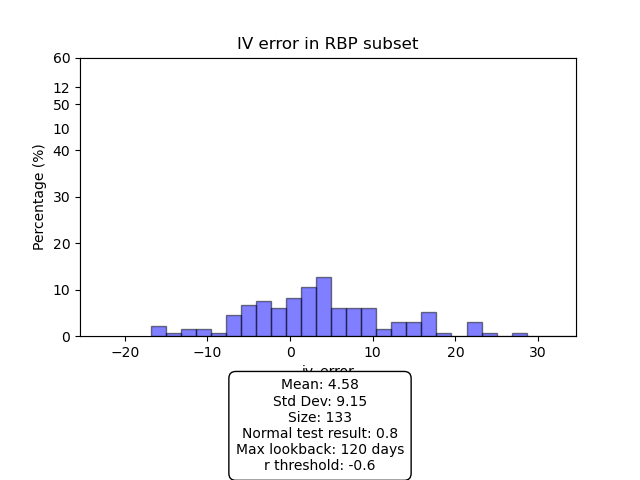 IV error in RBP subset
60
12
50
10
40
30
20
10
0
Percentage (%)
−20 −10 0 10 20 30
iv_error
Mean: 4.58
Std Dev: 9.15
Size: 133
Normal test result: 0.8
Max lookback: 120 days
r threshold: -0.6